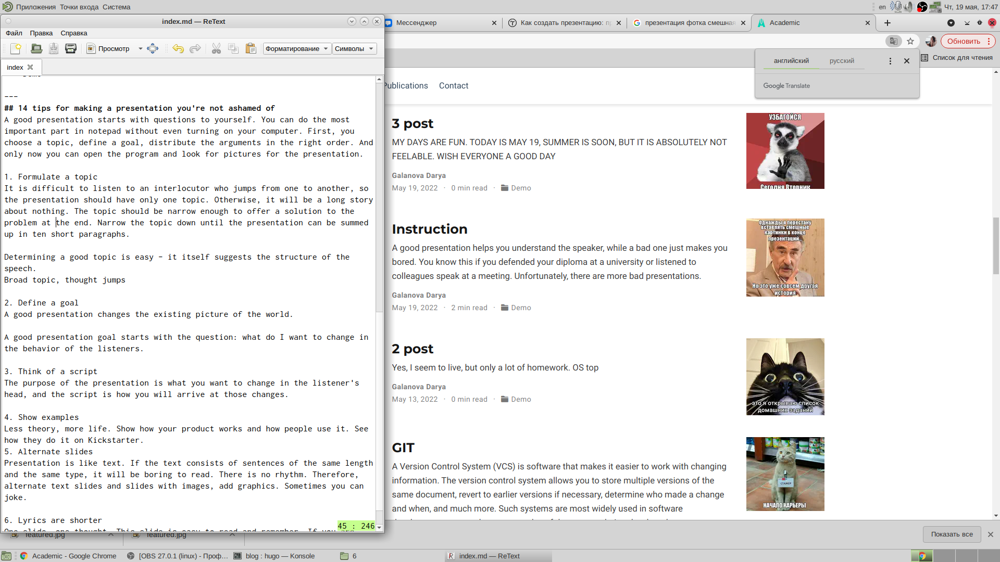 Приложения Точки входа Система
en
Чт, 19 мая, 17:47
index.md — ReText
Файл Правка Справка
Просмотр
Форматирование
Символы
index
---
## 14 tips for making a presentation you're not ashamed of
A good presentation starts with questions to yourself. You can do the most
important part in notepad without even turning on your computer. First, you
choose a topic, define a goal, distribute the arguments in the right order. And
only now you can open the program and look for pictures for the presentation.
1. Formulate a topic
It is difficult to listen to an interlocutor who jumps from one to another, so
the presentation should have only one topic. Otherwise, it will be a long story
about nothing. The topic should be narrow enough to offer a solution to the
problem at the end. Narrow the topic down until the presentation can be summed
up in ten short paragraphs.
Determining a good topic is easy – it itself suggests the structure of the
speech.
Broad topic, thought jumps
2. Define a goal
A good presentation changes the existing picture of the world.
A good presentation goal starts with the question: what do I want to change in
the behavior of the listeners.
3. Think of a script
The purpose of the presentation is what you want to change in the listener's
head, and the script is how you will arrive at those changes.
4. Show examples
Less theory, more life. Show how your product works and how people use it. See
how they do it on Kickstarter.
5. Alternate slides
Presentation is like text. If the text consists of sentences of the same length
and the same type, it will be boring to read. There is no rhythm. Therefore,
alternate text slides and slides with images, add graphics. Sometimes you can
joke.
6. Lyrics are shorter
One slide, one thought. This slide is easy to read and remember. If you are
45 : 246
Мессенджер
Как создать презентацию: п
презентация фотка смешная
Academic
Обновить
Список для чтения
английский русский
Google Translate
Publications Contact
3 post
MY DAYS ARE FUN. TODAY IS MAY 19, SUMMER IS SOON, BUT IT IS ABSOLUTELY NOT
FEELABLE. WISH EVERYONE A GOOD DAY
Galanova Darya
May 19, 2022 · 0 min read · Demo
УЗБАГОЙСЯ
Сегодня Вторник
Instruction
A good presentation helps you understand the speaker, while a bad one just makes you
bored. You know this if you defended your diploma at a university or listened to
colleagues speak at a meeting. Unfortunately, there are more bad presentations.
Galanova Darya
May 19, 2022 · 2 min read · Demo
Однажды я перестану
вставлять смешные
картинки в конце
презентаций...
Но это уже совсем другая
история
2 post
Yes, I seem to live, but only a lot of homework. OS top
Galanova Darya
May 13, 2022 · 0 min read · Demo
это я открываю список
домашних заданий
GIT
A Version Control System (VCS) is software that makes it easier to work with changing
information. The version control system allows you to store multiple versions of the
same document, revert to earlier versions if necessary, determine who made a change
and when, and much more. Such systems are most widely used in software
СТАЖЕР
НАЧАЛО КАРЬЕРЫ
featured.jpg
featured.jpg
Показать все
Academic - Google Chrome
[OBS 27.0.1 (linux) - Проф...
blog : hugo — Konsole
6
index.md — ReText